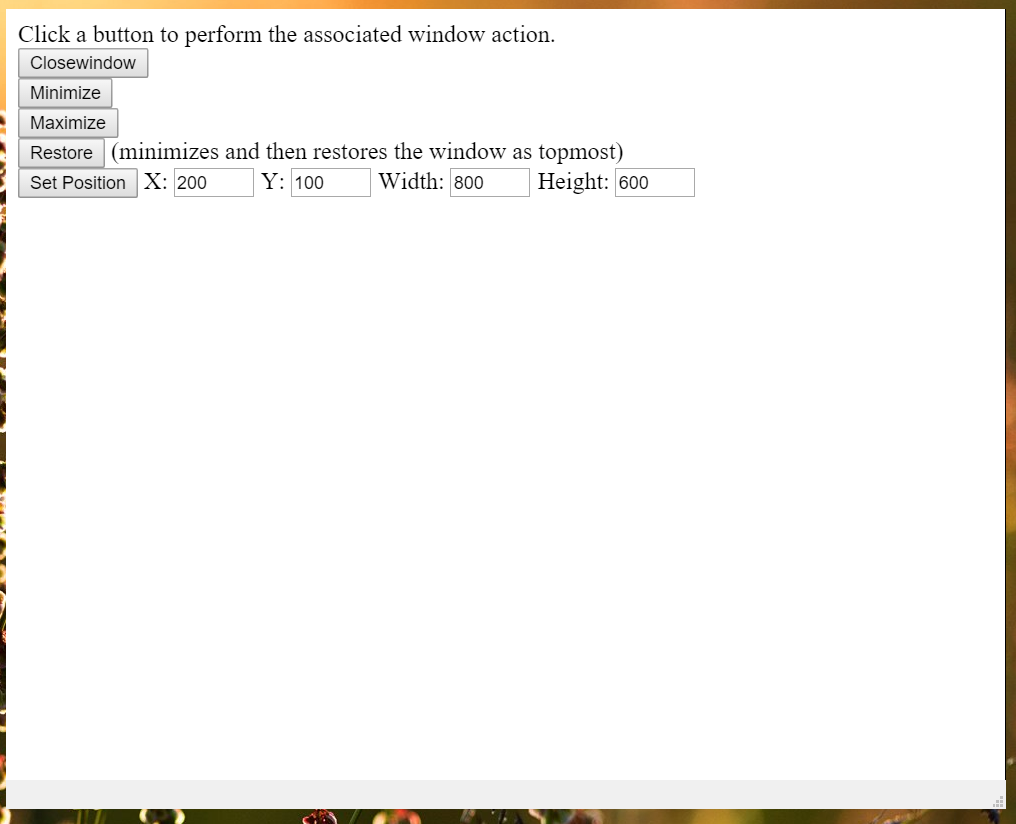 Click a button to perform the associated window action.
Closewindow
Minimize
Maximize
Restore (minimizes and then restores the window as topmost)
Set Position X: 200 Y: 100 Width: 800 Height: 600